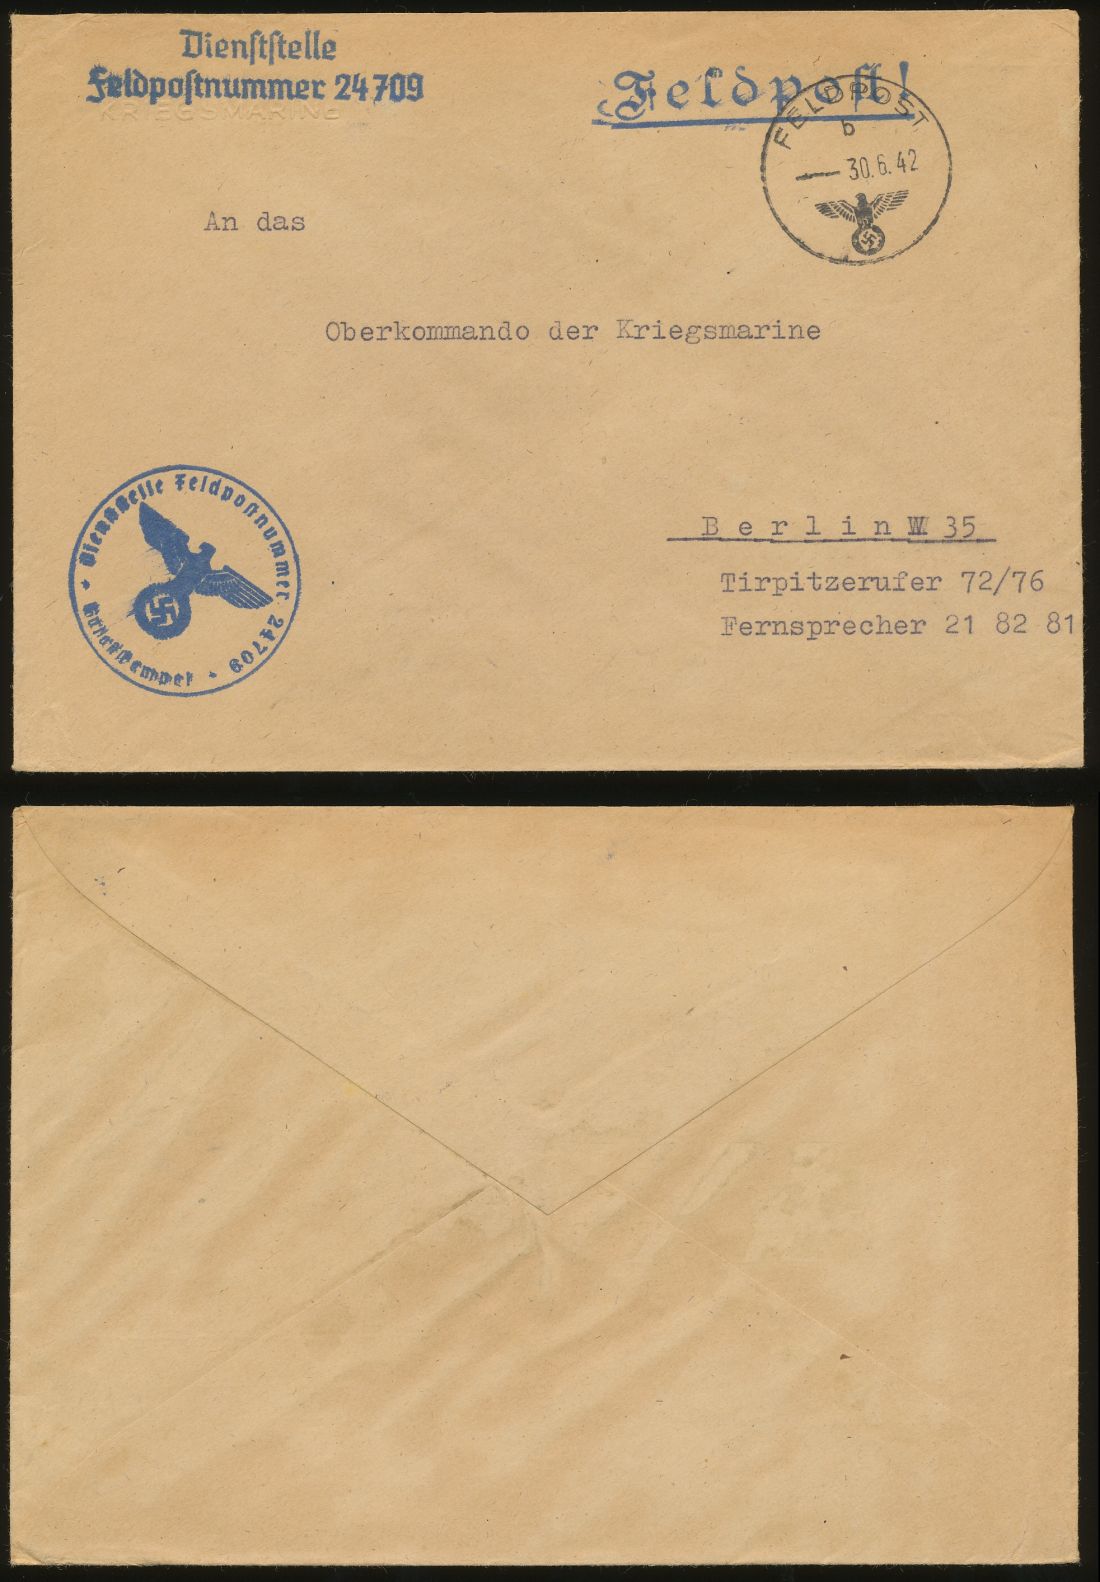 Dienststelle
Feldpostnummer 24709
KRIEGSMARINE
Feldpost!
FELDPOST
b
30.6.42
An das
Oberkommando der Kriegsmarine
Dienststelle Feldpostnummer 24709
Berlin W 35
Tirpitzerufer 72/76
Fernsprecher 21 82 81